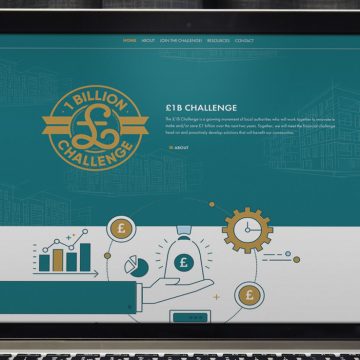 HOME ABOUT JOIN THE CHALLENGE! RESOURCES CONTACT
1 BILLION
£
CHALLENGE
£1B CHALLENGE
The £1B Challenge is a growing movement of local authorities who will work together to innovate to
make and/or save £1 billion over the next two years. Together, we will meet the financial challenge
head on and proactively develop solutions that will benefit our communities.
ABOUT
£
£
£